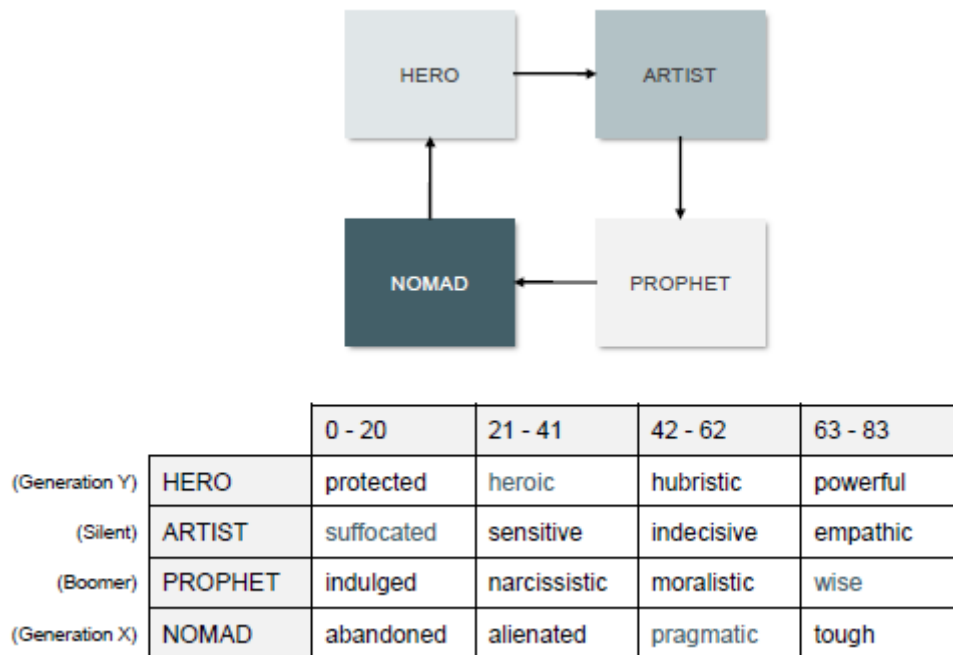 HERO
ARTIST
NOMAD
PROPHET
0 - 20 21 - 41 42 - 62 63 - 83
(Generation Y) HERO protected heroic hubristic powerful
(Silent) ARTIST suffocated sensitive indecisive empathic
(Boomer) PROPHET indulged narcissistic moralistic wise
(Generation X) NOMAD abandoned alienated pragmatic tough